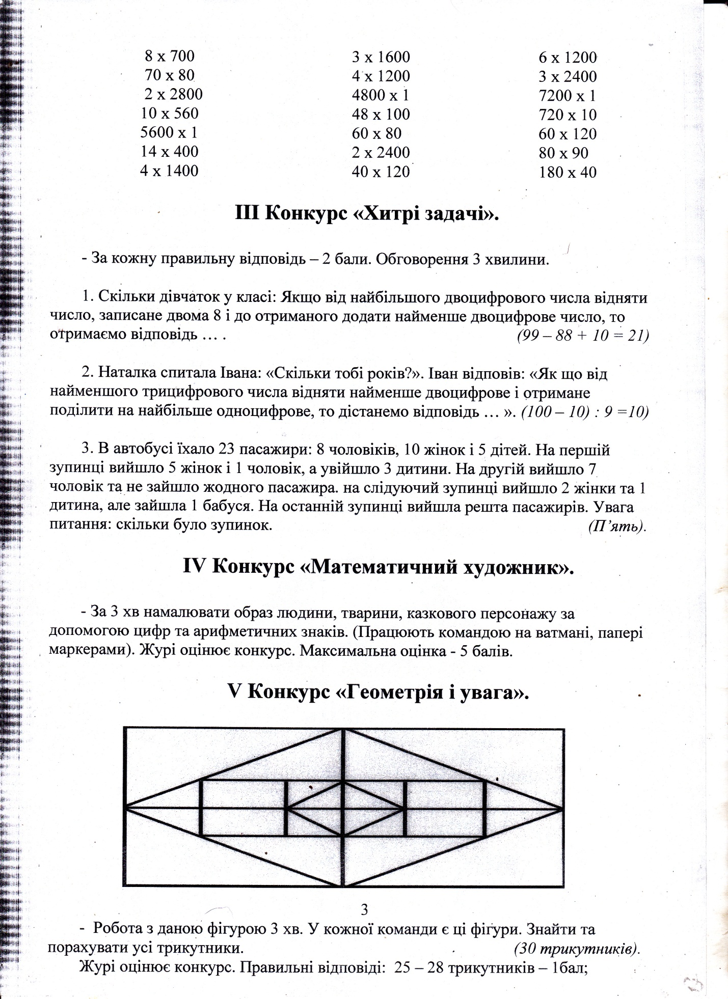 8 х 700 3 х 1600 6 х 1200
70 х 80 4 х 1200 3 х 2400
2 х 2800 4800 х 1 7200 х 1
10 х 560 48 х 100 720 х 10
5600 х 1 60 х 80 60 х 120
14 х 400 2 х 2400 80 х 90
4 х 1400 40 х 120 180 х 40
III Конкурс «Хитрі задачі».
- За кожну правильну відповідь – 2 бали. Обговорення 3 хвилини.
1. Скільки дівчаток у класі: Якщо від найбільшого двоцифрового числа відняти
число, записане двома 8 і до отриманого додати найменше двоцифрове число, то
отримаємо відповідь ... . (99 – 88 + 10 = 21)
2. Наталка спитала Івана: «Скільки тобі років?». Іван відповів: «Як що від
найменшого трицифрового числа відняти найменше двоцифрове і отримане
поділити на найбільше одноцифрове, то дістанемо відповідь ... ». (100 – 10) : 9 =10)
3. В автобусі їхало 23 пасажири: 8 чоловіків, 10 жінок і 5 дітей. На першій
зупинці вийшло 5 жінок і 1 чоловік, а увійшло 3 дитини. На другій вийшло 7
чоловік та не зайшло жодного пасажира. на слідуючий зупинці вийшло 2 жінки та 1
дитина, але зайшла 1 бабуся. На останній зупинці вийшла решта пасажирів. Увага
питання: скільки було зупинок. (П’ять).
IV Конкурс «Математичний художник».
- За 3 хв намалювати образ людини, тварини, казкового персонажу за
допомогою цифр та арифметичних знаків. (Працюють командою на ватмані, папері
маркерами). Журі оцінює конкурс. Максимальна оцінка - 5 балів.
V Конкурс «Геометрія і увага».
3
- Робота з даною фігурою 3 хв. У кожної команди є ці фігури. Знайти та
порахувати усі трикутники. (30 трикутників).
Журі оцінює конкурс. Правильні відповіді: 25 – 28 трикутників – 1бал;